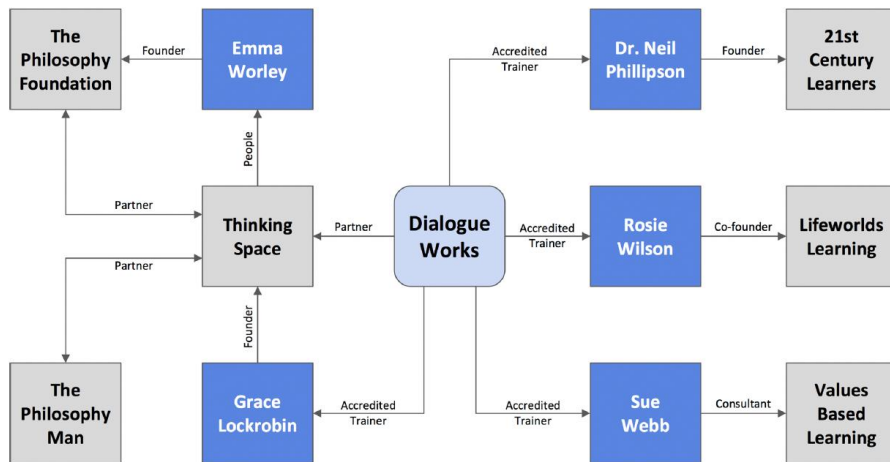 The
Philosophy
Foundation
Founder
Emma
Worley
Accredited
Trainer
Dr. Neil
Phillipson
Founder
21st
Century
Learners
People
Partner
Thinking
Space
Partner
Dialogue
Works
Accredited
Trainer
Rosie
Wilson
Co-founder
Lifeworlds
Learning
Partner
Founder
The
Philosophy
Man
Grace
Lockrobin
Accredited
Trainer
Accredited
Trainer
Sue
Webb
Consultant
Values
Based
Learning